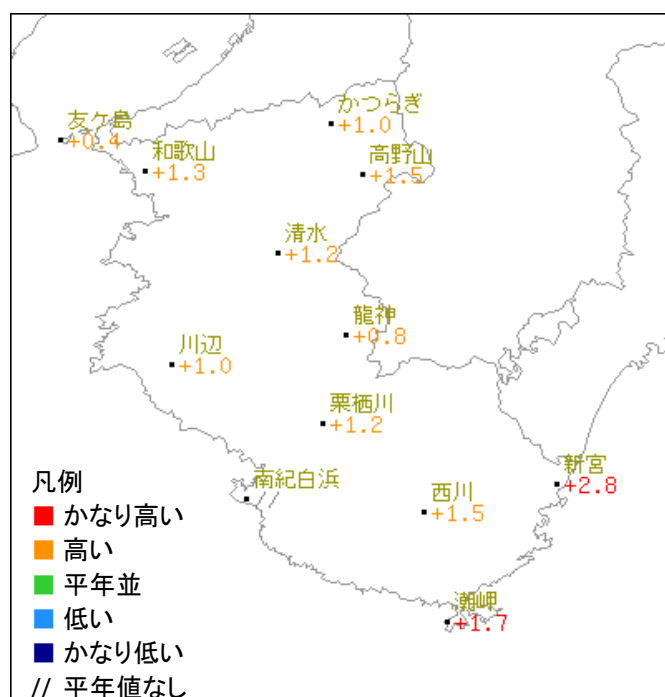 かつらぎ
+1.0
友ケ島
+0.4
和歌山
+1.3
高野山
+1.5
清水
+1.2
龍神
+0.8
川辺
+1.0
栗栖川
+1.2
南紀白浜
//
西川
+1.5
新宮
+2.8
潮岬
+1.7
凡例
かなり高い
高い
平年並
低い
かなり低い
// 平年値なし